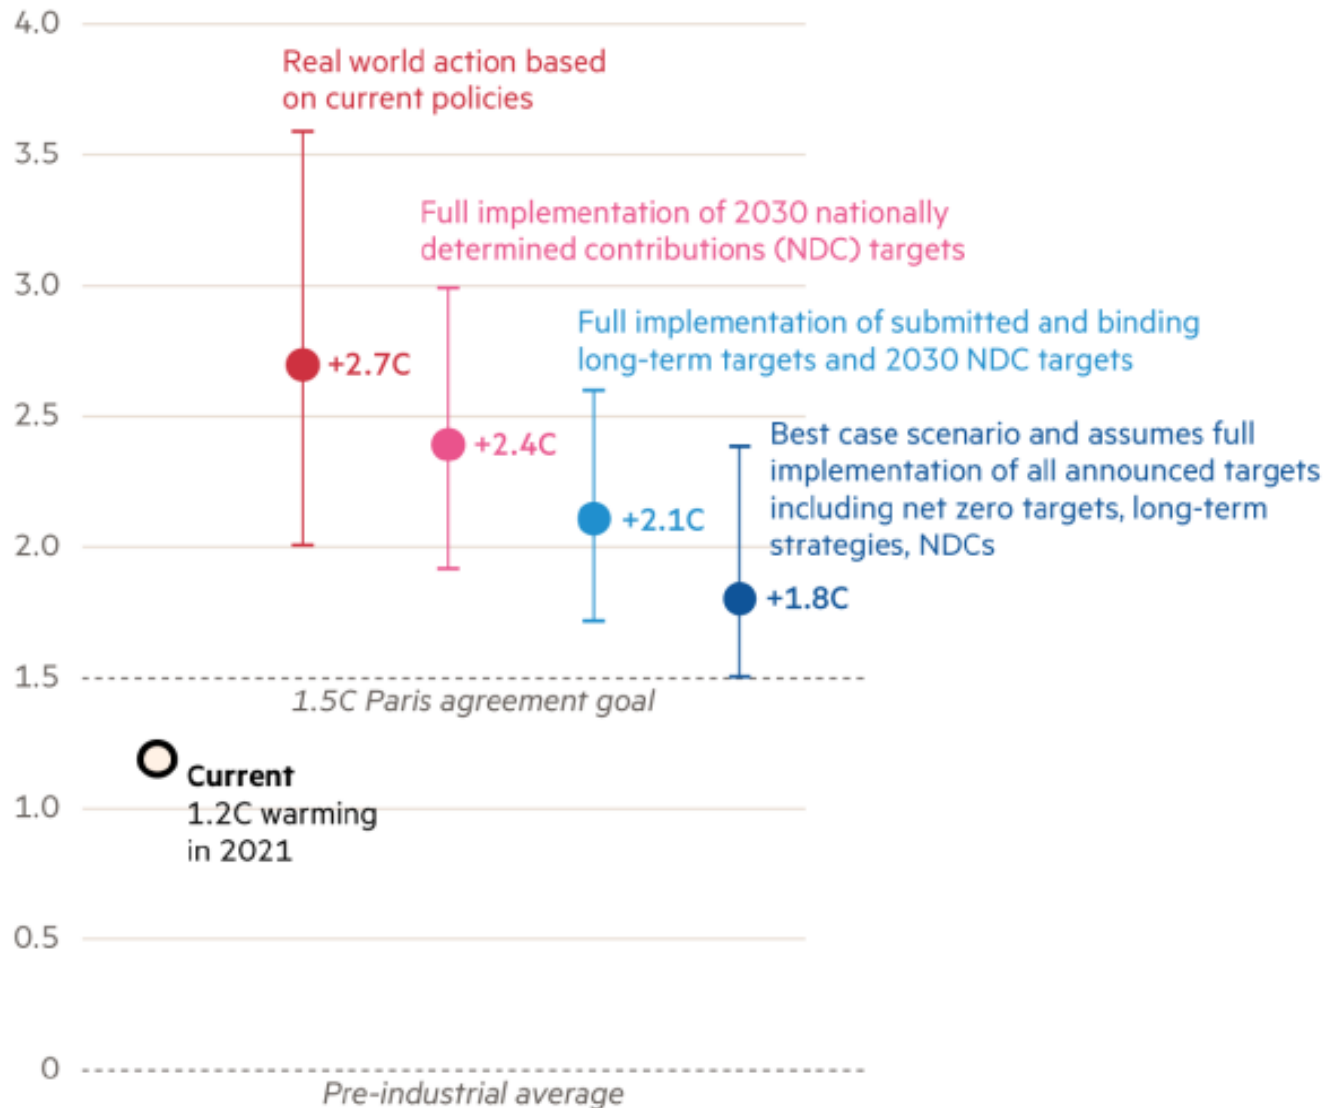 4.0
Real world action based
on current policies
3.5
Full implementation of 2030 nationally
determined contributions (NDC) targets
3.0
Full implementation of submitted and binding
long-term targets and 2030 NDC targets
+2.7C
2.5
Best case scenario and assumes full
implementation of all announced targets
including net zero targets, long-term
strategies, NDCs
+2.4C
+2.1C
2.0
+1.8C
1.5
1.5C Paris agreement goal
Current
1.2C warming
in 2021
1.0
0.5
0
Pre-industrial average